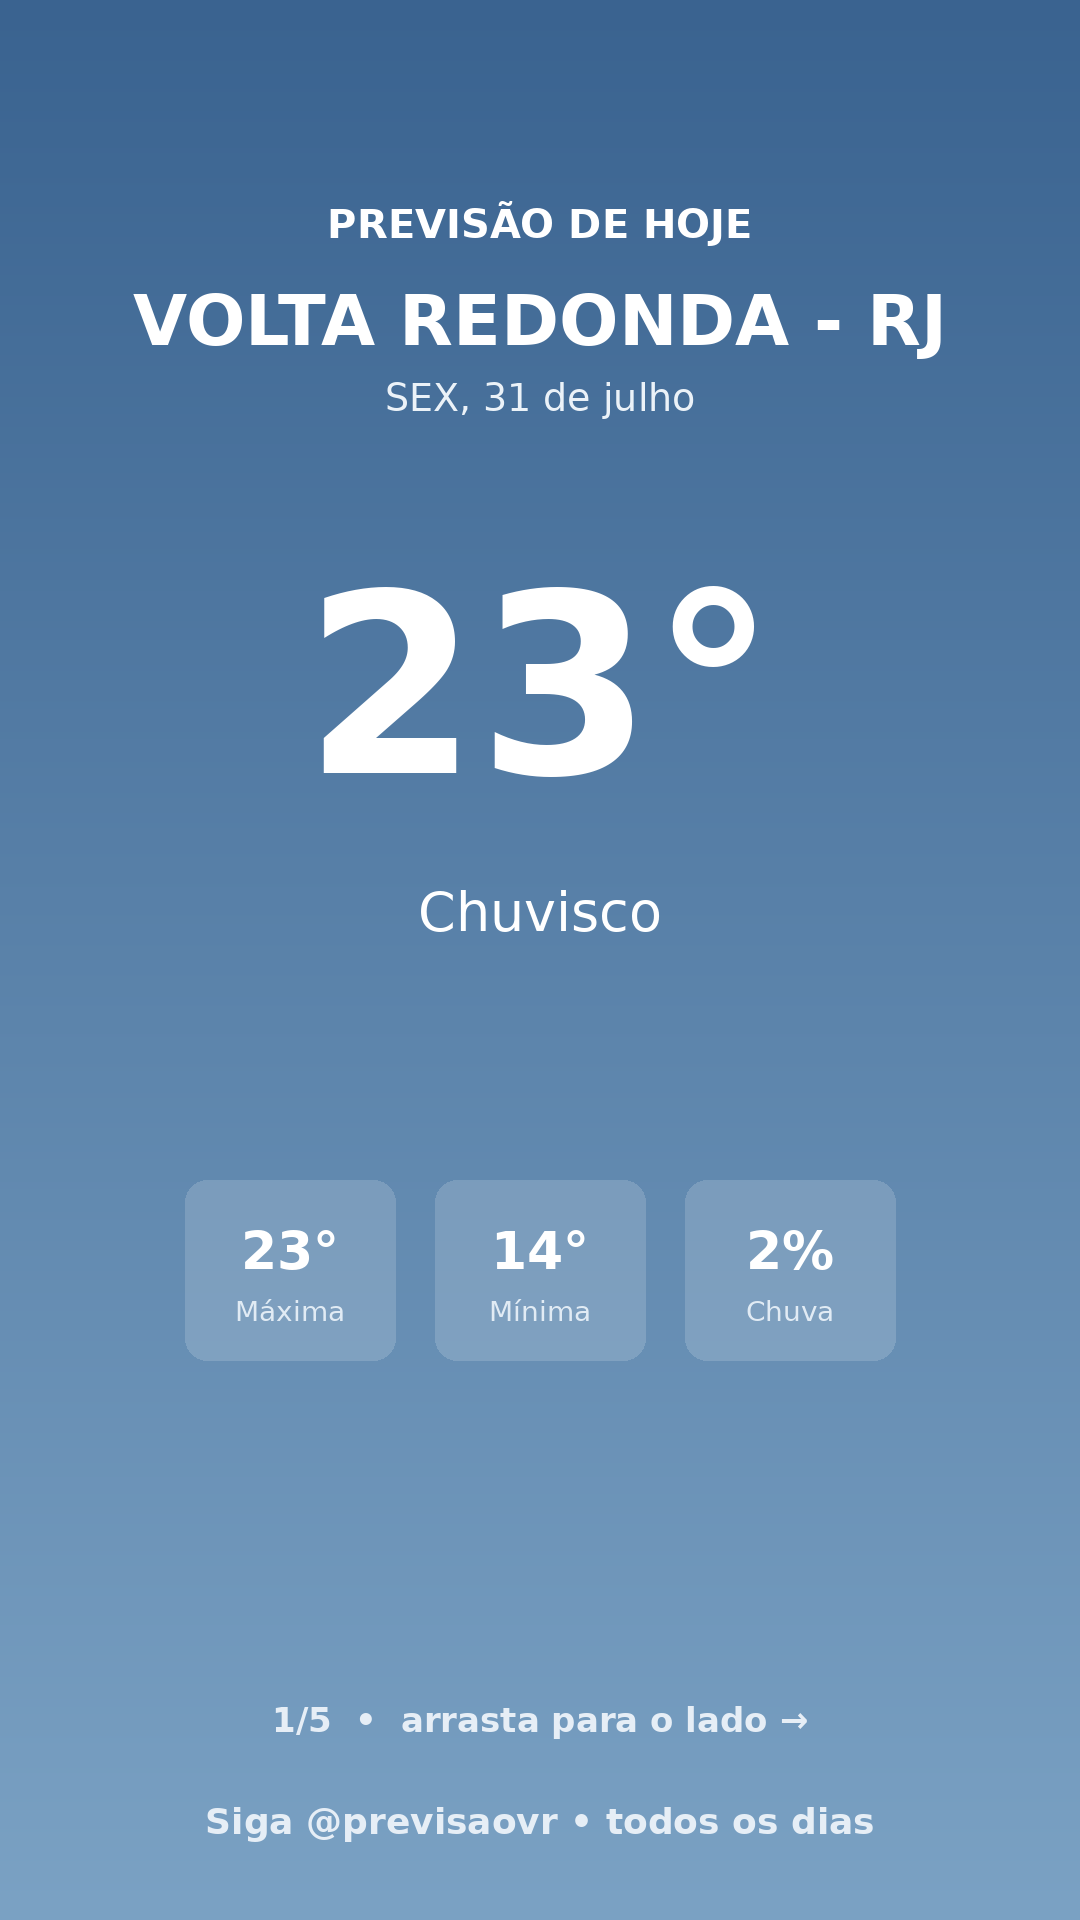 PREVISÃO DE HOJE
VOLTA REDONDA - RJ
SEX, 31 de julho
23°
Chuvisco
23° 14° 2%
Máxima Mínima Chuva
1/5 • arrasta para o lado →
Siga @previsaovr • todos os dias